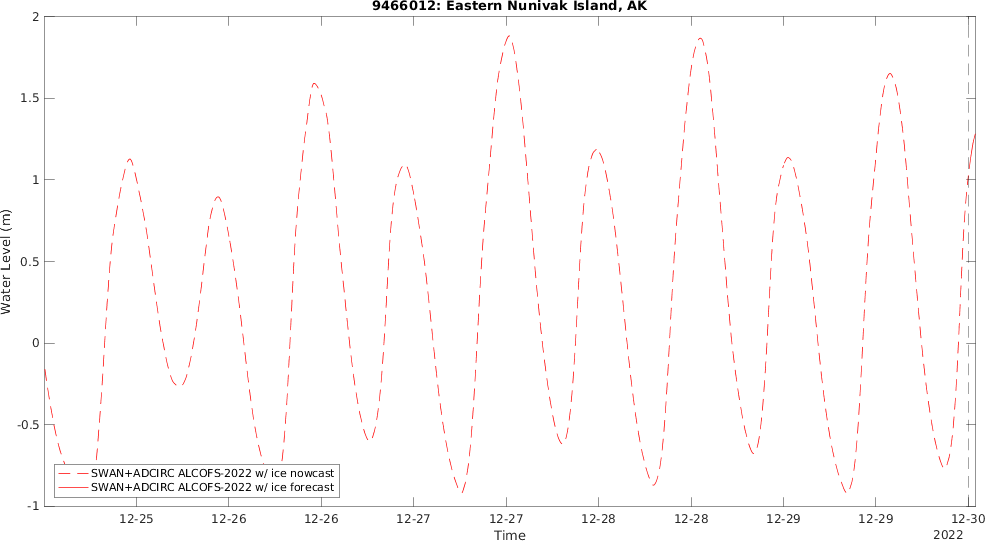 9466012: Eastern Nunivak Island, AK
2
1.5
1
0.5
0
-0.5
-1
Water Level (m)
SWAN+ADCIRC ALCOFS-2022 w/ ice nowcast
SWAN+ADCIRC ALCOFS-2022 w/ ice forecast
12-25 12-26 12-26 12-27 12-27 12-28 12-28 12-29 12-29 12-30
Time
2022